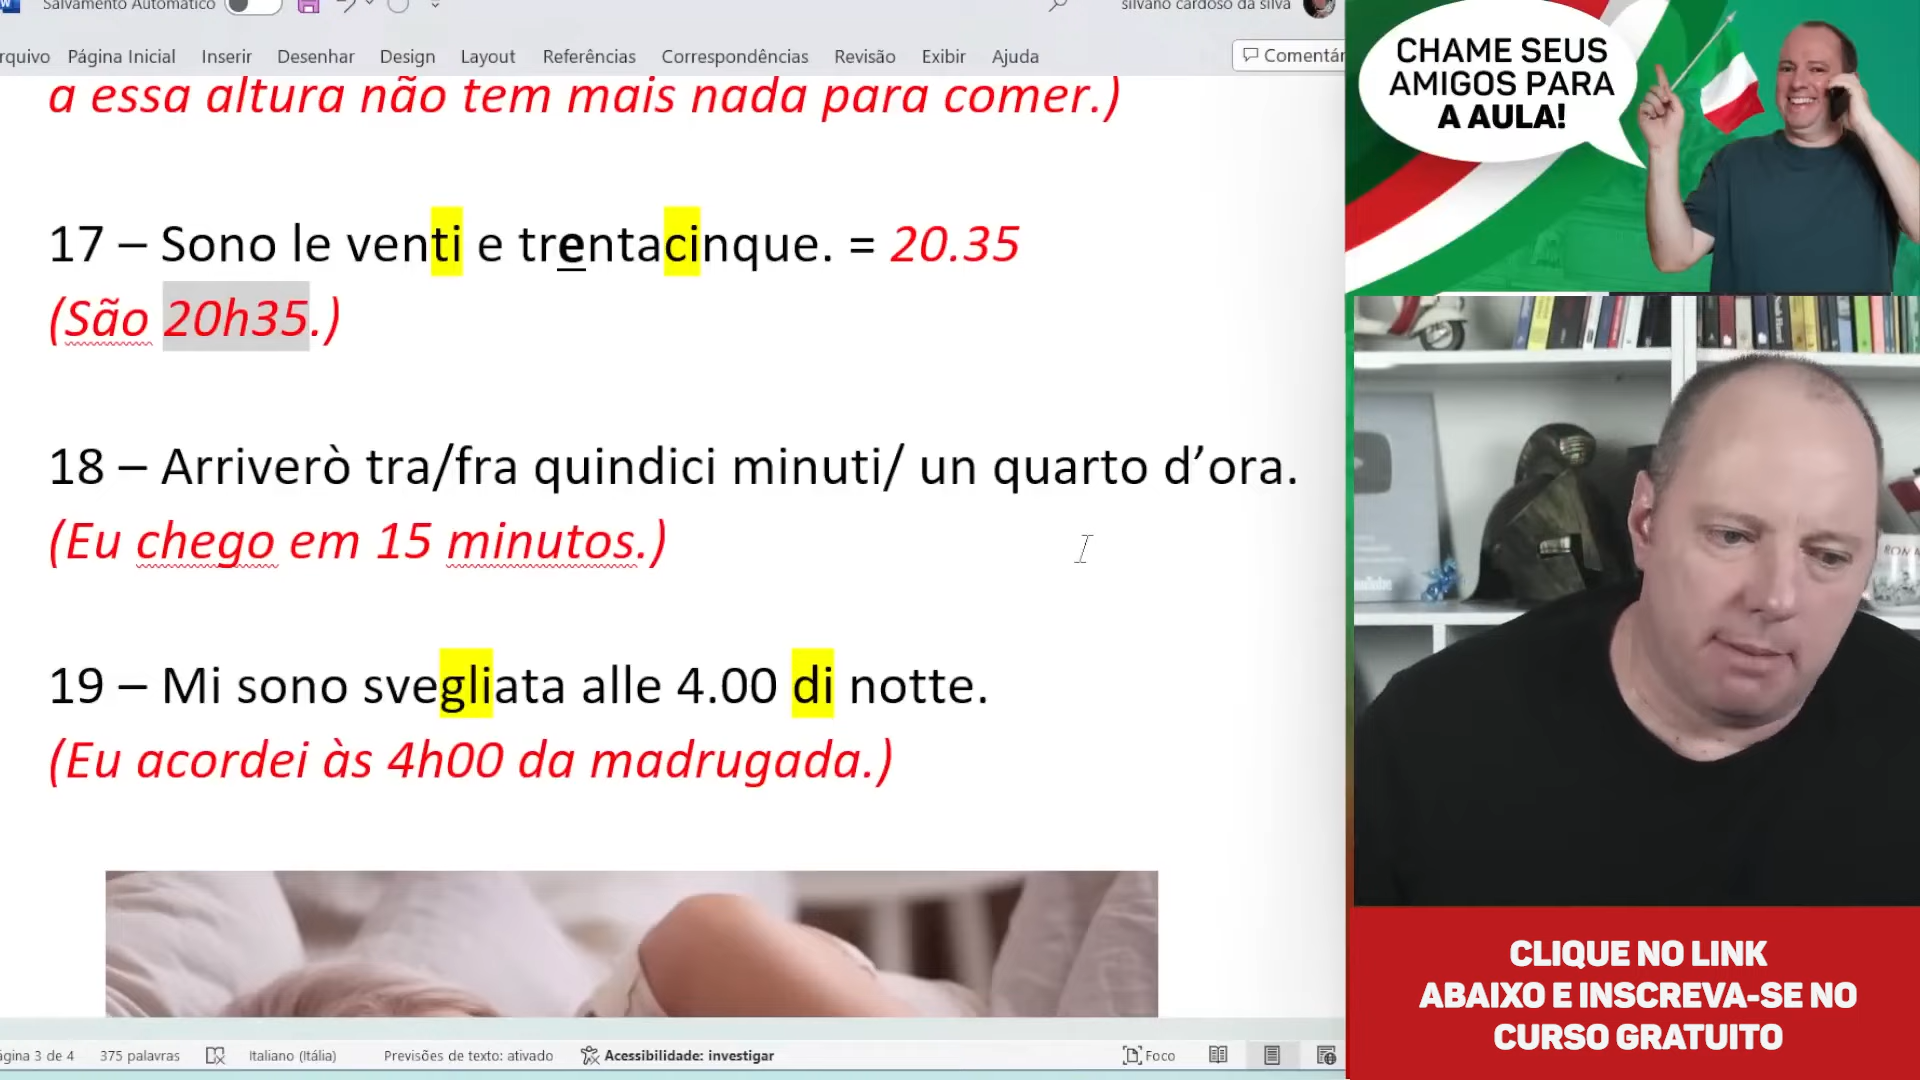 Salvamento Automático
silvano cardoso da silva
Página Inicial Inserir Desenhar Design Layout Referências Correspondências Revisão Exibir Ajuda
a essa altura não tem mais nada para comer.)
17 – Sono le venti e trentacinque. = 20.35
(São 20h35.)
18 – Arriverò tra/fra quindici minuti/ un quarto d’ora.
(Eu chego em 15 minutos.)
19 – Mi sono svegliata alle 4.00 di notte.
(Eu acordei às 4h00 da madrugada.)
3 de 4 375 palavras Italiano (Itália) Previsões de texto: ativado Acessibilidade: investigar Foco
CHAME SEUS
AMIGOS PARA
A AULA!
CLIQUE NO LINK
ABAIXO E INSCREVA-SE NO
CURSO GRATUITO